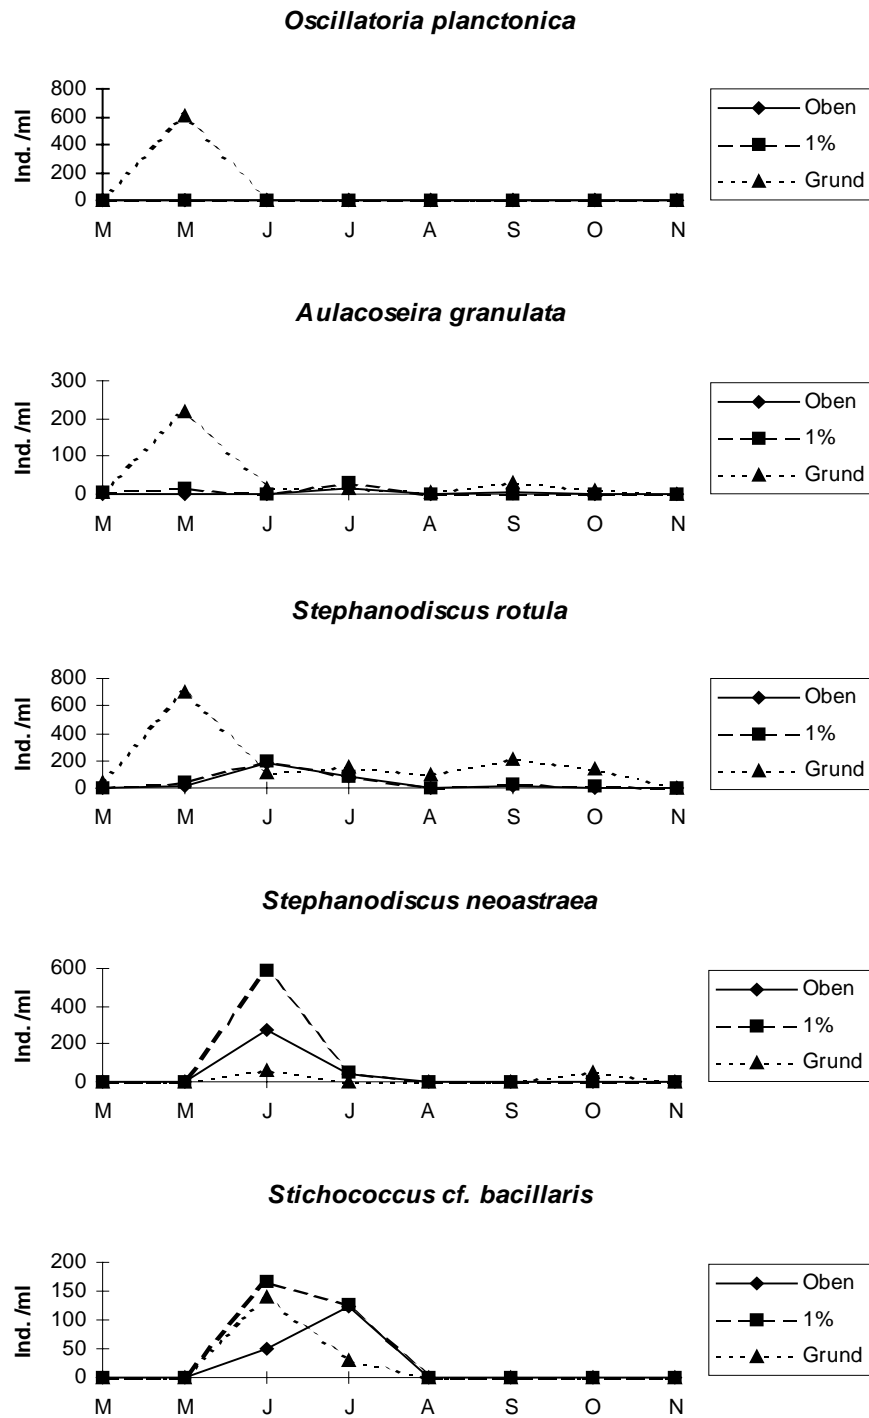 Oscillatoria planctonica
Ind. /ml
800
600
400
200
0
M M J J A S O N
Oben
1%
Grund
Aulacoseira granulata
Ind. /ml
300
200
100
0
M M J J A S O N
Oben
1%
Grund
Stephanodiscus rotula
Ind. /ml
800
600
400
200
0
M M J J A S O N
Oben
1%
Grund
Stephanodiscus neoastraea
Ind. /ml
600
400
200
0
M M J J A S O N
Oben
1%
Grund
Stichococcus cf. bacillaris
Ind. /ml
200
150
100
50
0
M M J J A S O N
Oben
1%
Grund